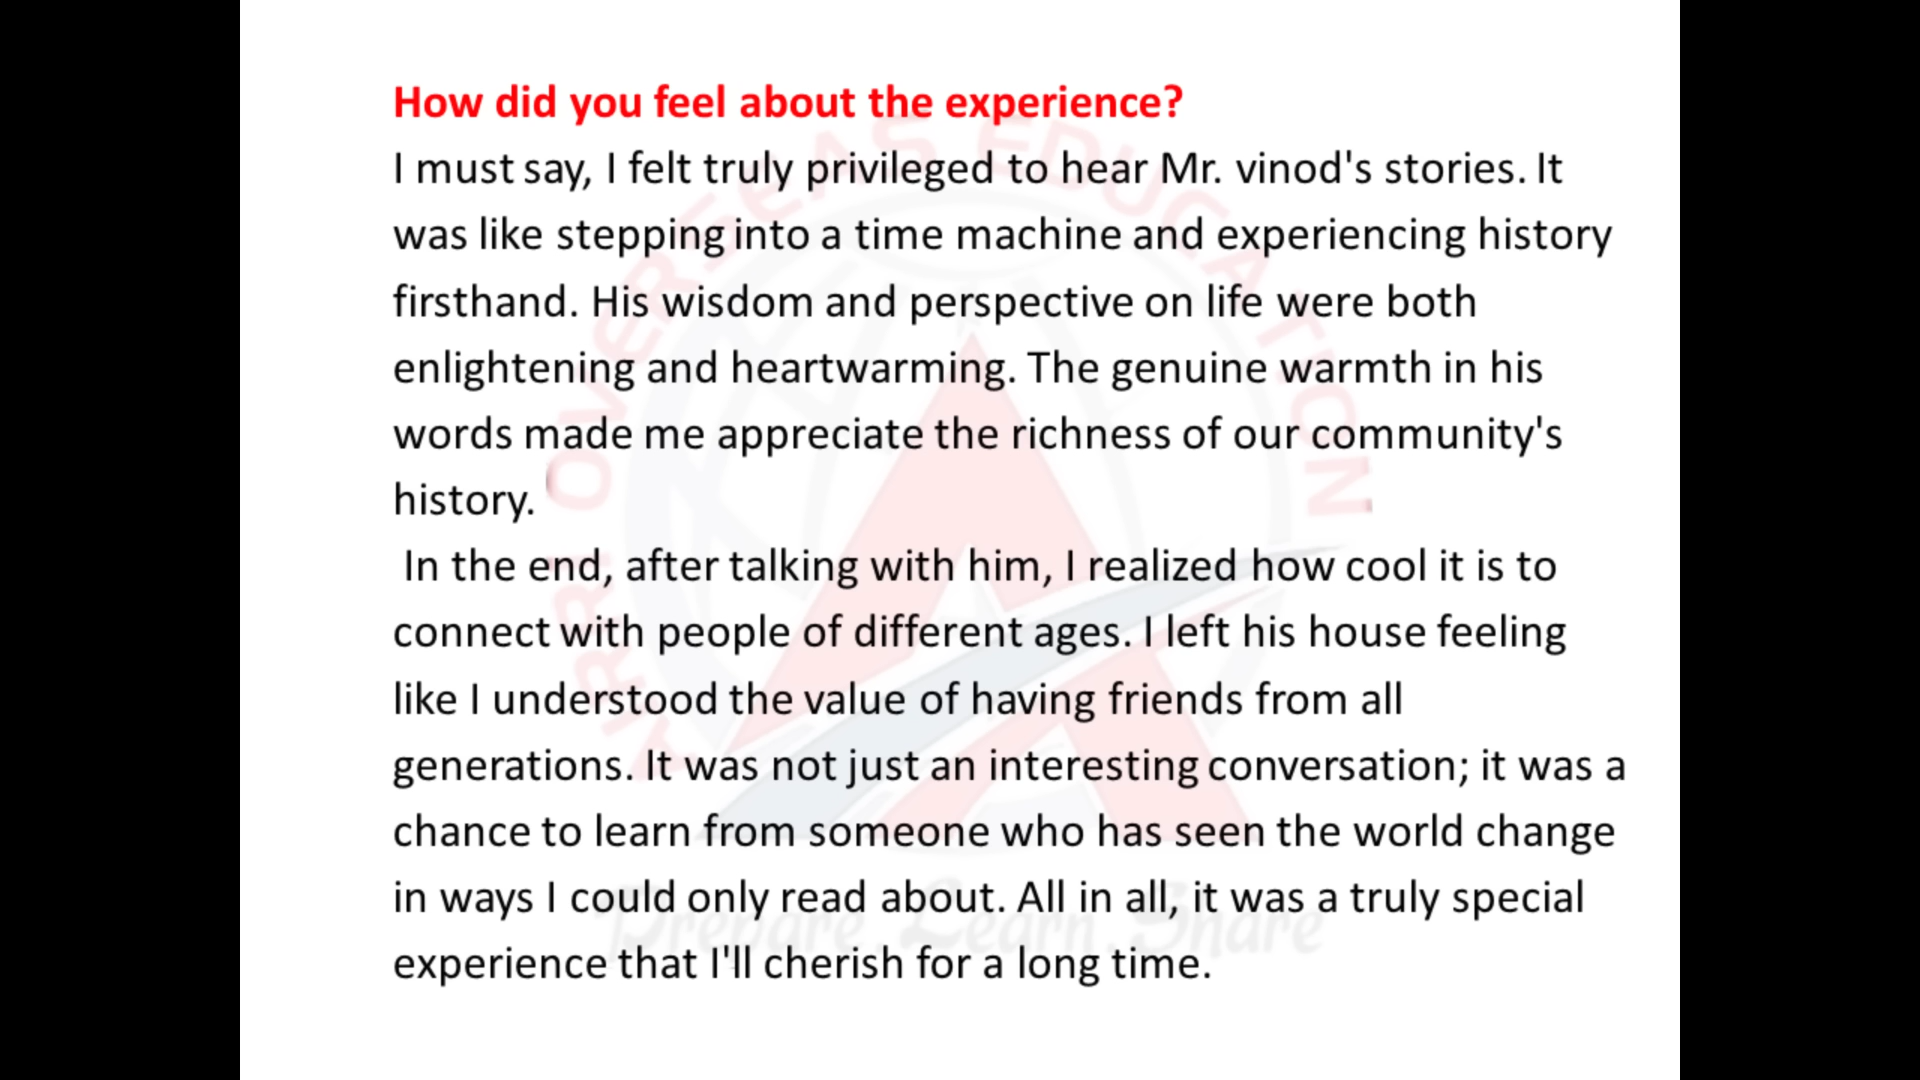 How did you feel about the experience?
I must say, I felt truly privileged to hear Mr. vinod's stories. It
was like stepping into a time machine and experiencing history
firsthand. His wisdom and perspective on life were both
enlightening and heartwarming. The genuine warmth in his
words made me appreciate the richness of our community's
history.
In the end, after talking with him, I realized how cool it is to
connect with people of different ages. I left his house feeling
like I understood the value of having friends from all
generations. It was not just an interesting conversation; it was a
chance to learn from someone who has seen the world change
in ways I could only read about. All in all, it was a truly special
experience that I'll cherish for a long time.
TRI OVERSEAS EDUCATION
Prepare . Learn . Share